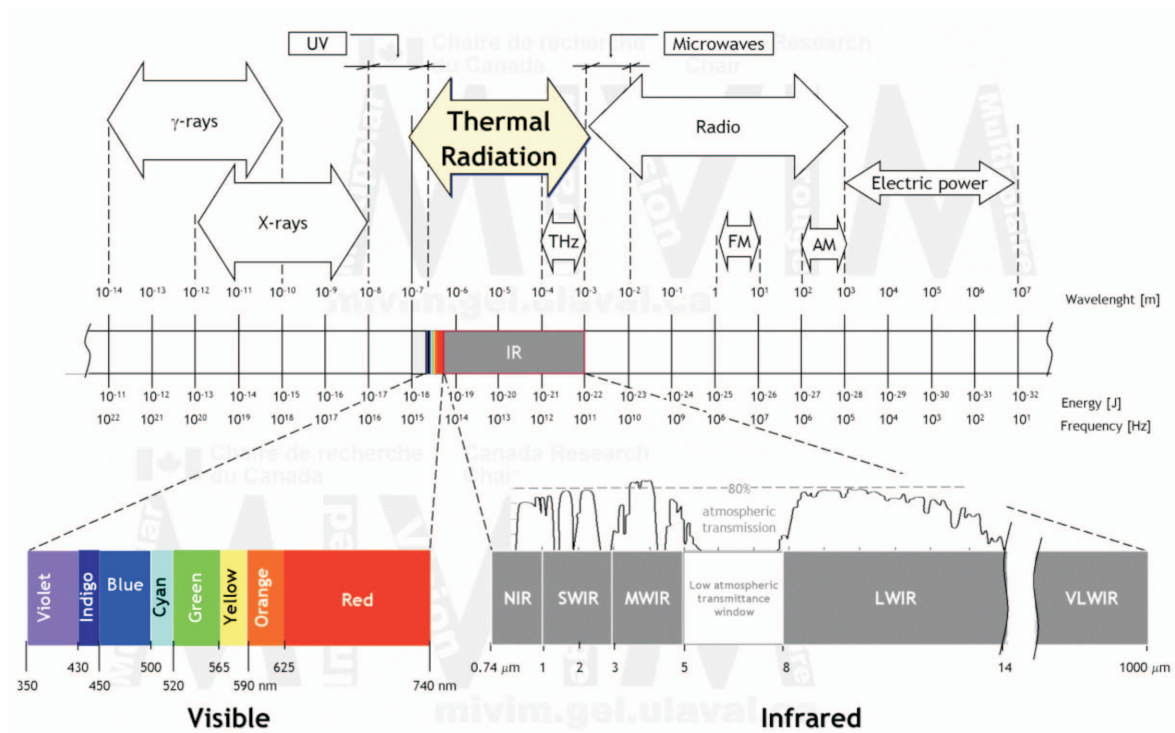 UV
Microwaves
Chaire de recherche
du Canada
Research
Chair
γ-rays
Thermal
Radiation
Radio
X-rays
Electric power
THz
FM
AM
10-14 10-13 10-12 10-11 10-10 10-9 10-8 10-7 10-6 10-5 10-4 10-3 10-2 10-1 1 10¹ 10² 10³ 10⁴ 10⁵ 10⁶ 10⁷
Wavelenght [m]
mivim.gel.ulaval.ca
IR
10-11 10-12 10-13 10-14 10-15 10-16 10-17 10-18 10-19 10-20 10-21 10-22 10-23 10-24 10-25 10-26 10-27 10-28 10-29 10-30 10-31 10-32
Energy [J]
10²² 10²¹ 10²⁰ 10¹⁹ 10¹⁸ 10¹⁷ 10¹⁶ 10¹⁵ 10¹⁴ 10¹³ 10¹² 10¹¹ 10¹⁰ 10⁹ 10⁶ 10⁷ 10⁶ 10⁵ 10⁴ 10³ 10² 10¹
Frequency [Hz]
Chaire de recherche
du Canada
Canada Research
80%
atmospheric
transmission
Violet
Indigo
Blue
Cyan
Green
Yellow
Orange
Red
NIR
SWIR
MWIR
Low atmospheric
transmittance
window
LWIR
VLWIR
430 500 565 625
350 450 520 590 nm 740 nm
0.74 μm 1 2 3 5 8 14 1000 μm
Visible
Infrared
mivim.gel.ulaval.ca